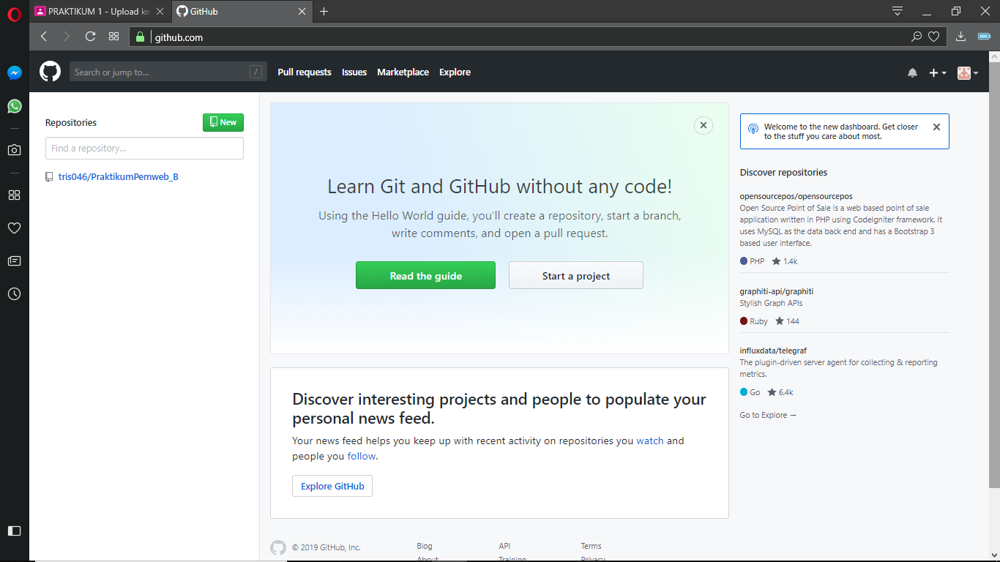 PRAKTIKUM 1 - Upload ke
GitHub
github.com
Search or jump to...
/
Pull requests
Issues
Marketplace
Explore
Repositories
New
Find a repository...
tris046/PraktikumPemweb_B
Learn Git and GitHub without any code!
Using the Hello World guide, you’ll create a repository, start a branch,
write comments, and open a pull request.
Read the guide
Start a project
Discover interesting projects and people to populate your
personal news feed.
Your news feed helps you keep up with recent activity on repositories you watch and
people you follow.
Explore GitHub
Welcome to the new dashboard. Get closer
to the stuff you care about most.
Discover repositories
opensourcepos/opensourcepos
Open Source Point of Sale is a web based point of sale
application written in PHP using CodeIgniter framework. It
uses MySQL as the data back end and has a Bootstrap 3
based user interface.
PHP 1.4k
graphiti-api/graphiti
Stylish Graph APIs
Ruby 144
influxdata/telegraf
The plugin-driven server agent for collecting & reporting
metrics.
Go 6.4k
Go to Explore →
© 2019 GitHub, Inc.
Blog
API
Terms
About
Training
Privacy